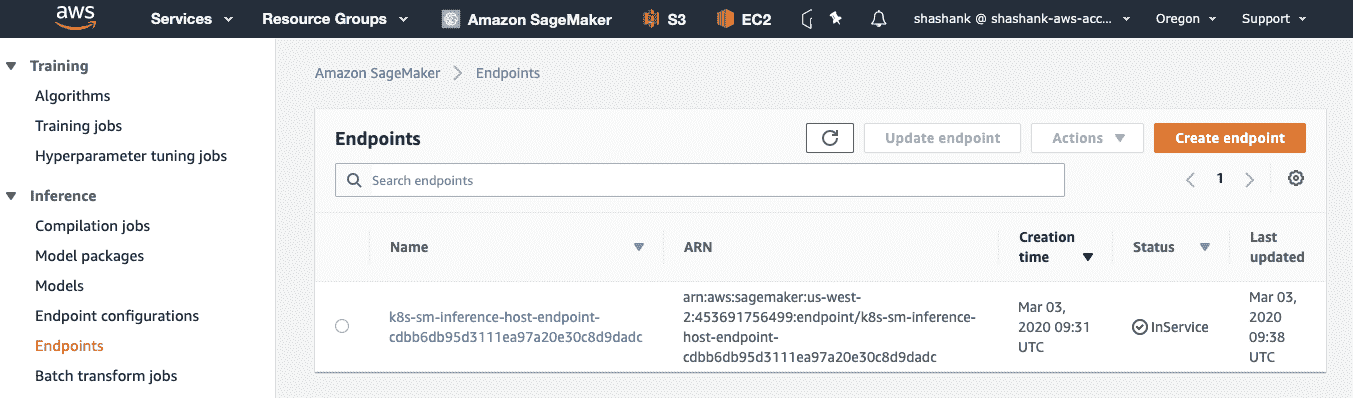 aws
Services
Resource Groups
Amazon SageMaker
S3
EC2
shashank @ shashank-aws-acc...
Oregon
Support
Training
Algorithms
Training jobs
Hyperparameter tuning jobs
Inference
Compilation jobs
Model packages
Models
Endpoint configurations
Endpoints
Batch transform jobs
Amazon SageMaker
Endpoints
Endpoints
Update endpoint
Actions
Create endpoint
Search endpoints
1
Name
ARN
Creation
time
Status
Last
updated
k8s-sm-inference-host-endpoint-
cdbb6db95d3111ea97a20e30c8d9dadc
arn:aws:sagemaker:us-west-
2:453691756499:endpoint/k8s-sm-inference-
host-endpoint-
cdbb6db95d3111ea97a20e30c8d9dadc
Mar 03,
2020 09:31
UTC
InService
Mar 03,
2020
09:38
UTC